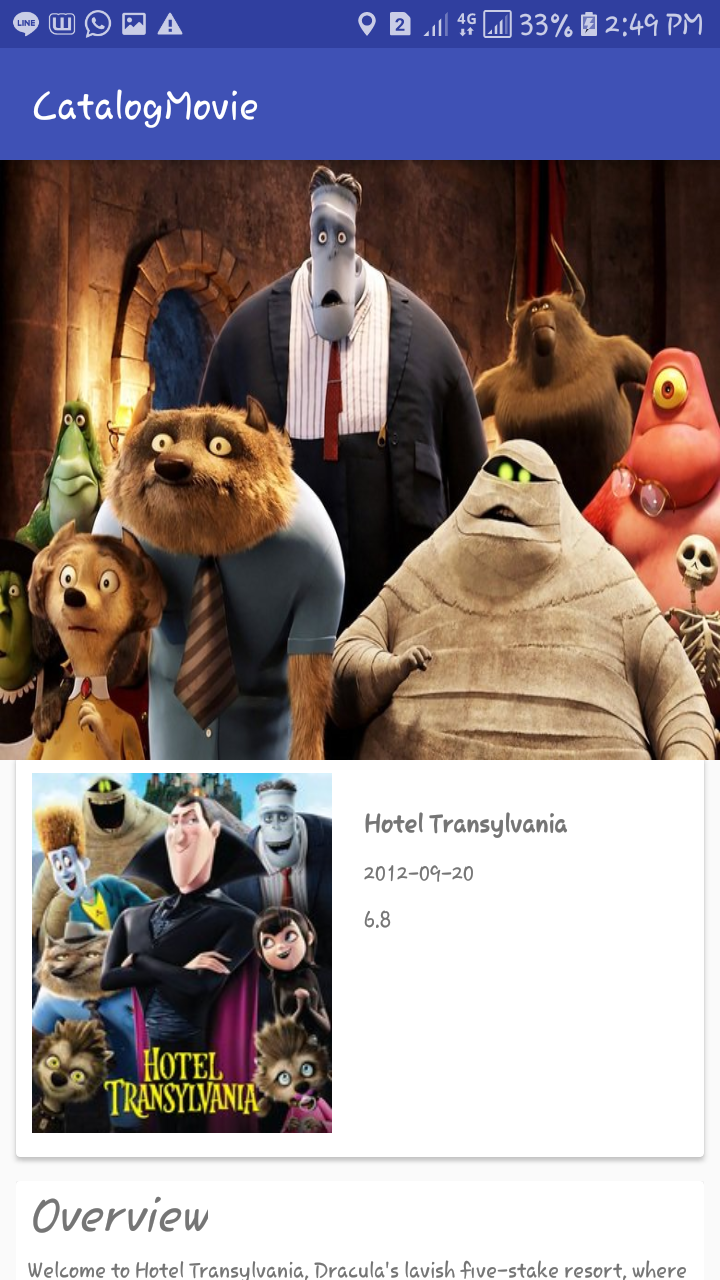 LINE 2 4G 33% 2:49 PM
CatalogMovie
Hotel Transylvania
2012-09-20
6.8
HOTEL
TRANSYLVANIA
Overview
Welcome to Hotel Transylvania, Dracula's lavish five-stake resort, where